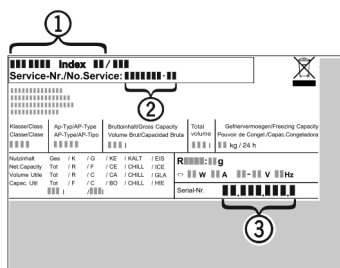 1
Index /
Service-Nr./No.Service: -
2
Klasse/Class Ap-Typ/AP-Type Bruttoinhalt/Gross Capacity Total Gefriervermoegen/Freezing Capacity
Classe/Clase AP-Type/AP-Tipo Volume Brut/Capacidad Bruta volume Pouvoir de Congel./Capac.Congeladora
l l kg / 24 h
Nutzinhalt Ges / K / G / KE / KALT / EIS
Net.Capacity Tot / R / F / CE / CHILL / ICE
Volume Utile Tot / R / C / CA / CHILL / GLA
Capac. Util Tot / F / C / BO / CHILL / HIE
l / l
R : g
W A - V Hz
Serial-Nr. . . .
3